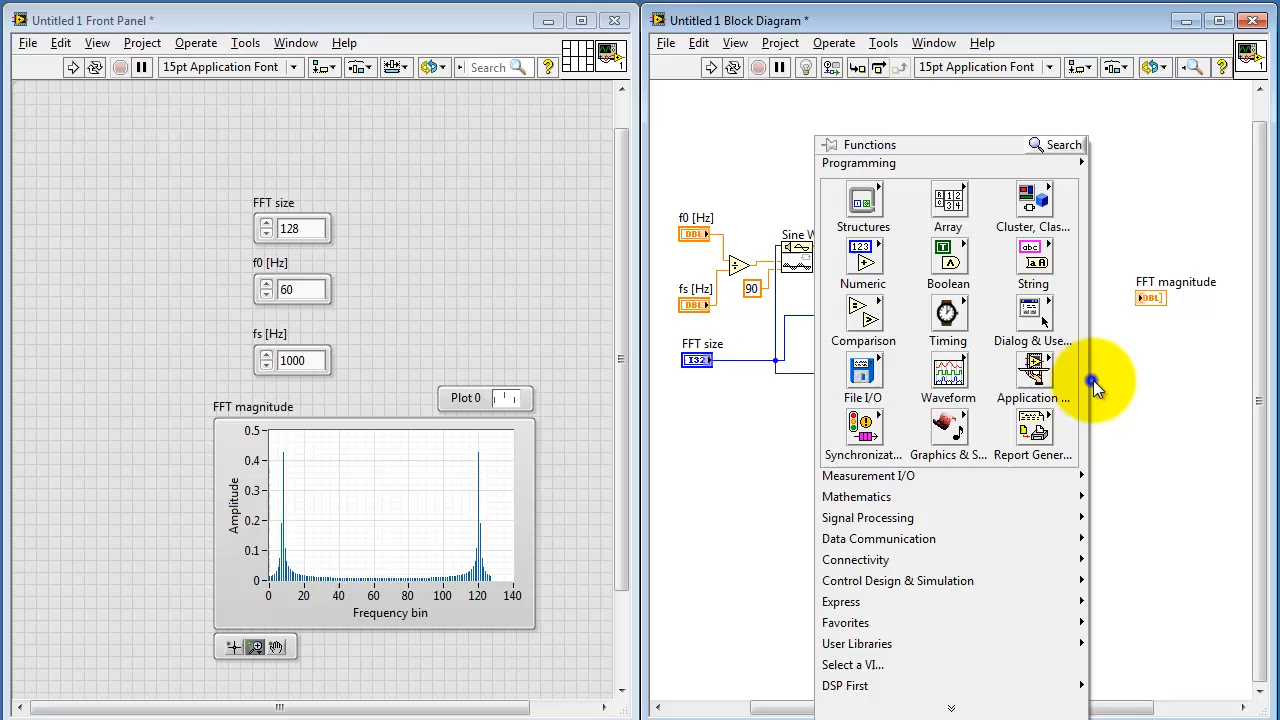 Untitled 1 Front Panel *
File Edit View Project Operate Tools Window Help
15pt Application Font
Search
?
1
FFT size
128
f0 [Hz]
60
fs [Hz]
1000
FFT magnitude
Plot 0
0.5
0.4
0.3
0.2
0.1
0
Amplitude
0 20 40 60 80 100 120 140
Frequency bin
Untitled 1 Block Diagram *
File Edit View Project Operate Tools Window Help
15pt Application Font
?
1
f0 [Hz]
DBL
Sine W
fs [Hz]
DBL
90
FFT size
I32
FFT magnitude
DBL
Functions
Search
Programming
Structures Array Cluster, Clas...
123 T abc
A aA
Numeric Boolean String
Comparison Timing Dialog & Use...
File I/O Waveform Application ...
Synchronizat... Graphics & S... Report Gener...
Measurement I/O
Mathematics
Signal Processing
Data Communication
Connectivity
Control Design & Simulation
Express
Favorites
User Libraries
Select a VI...
DSP First